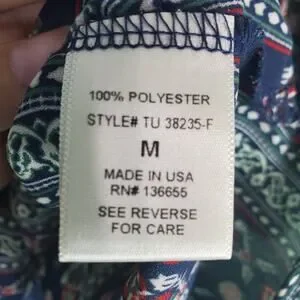 100% POLYESTER
STYLE# TU 38235-F
M
MADE IN USA
RN# 136655
SEE REVERSE
FOR CARE